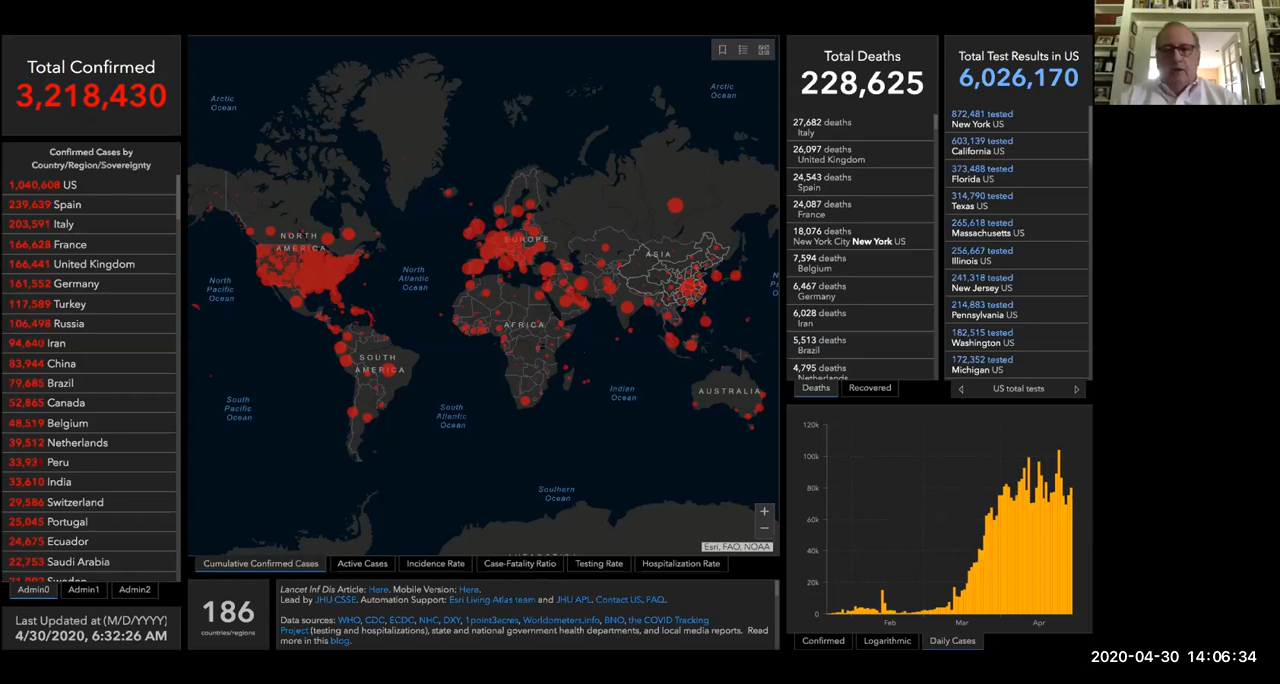 Total Confirmed
3,218,430
Confirmed Cases by
Country/Region/Sovereignty
1,040,608 US
239,639 Spain
203,591 Italy
166,628 France
166,441 United Kingdom
161,552 Germany
117,589 Turkey
106,498 Russia
94,640 Iran
83,944 China
79,685 Brazil
52,865 Canada
48,519 Belgium
39,512 Netherlands
33,931 Peru
33,610 India
29,586 Switzerland
25,045 Portugal
24,675 Ecuador
22,753 Saudi Arabia
Sweden
Admin0 Admin1 Admin2
Last Updated at (M/D/YYYY)
4/30/2020, 6:32:26 AM
Arctic
Ocean
Arctic
Ocean
NORTH
AMERICA
EUROPE
ASIA
North
Pacific
Ocean
North
Atlantic
Ocean
N
Pa
Oc
AFRICA
SOUTH
AMERICA
Indian
Ocean
AUSTRALIA
South
Pacific
Ocean
South
Atlantic
Ocean
Southern
Ocean
ANTARCTICA
+
−
Esri, FAO, NOAA
Cumulative Confirmed Cases Active Cases Incidence Rate Case-Fatality Ratio Testing Rate Hospitalization Rate
186
countries/regions
Lancet Inf Dis Article: Here. Mobile Version: Here.
Lead by JHU CSSE. Automation Support: Esri Living Atlas team and JHU APL. Contact US. FAQ.
Data sources: WHO, CDC, ECDC, NHC, DXY, 1point3acres, Worldometers.info, BNO, the COVID Tracking
Project (testing and hospitalizations), state and national government health departments, and local media reports. Read
more in this blog.
Total Deaths
228,625
27,682 deaths
Italy
26,097 deaths
United Kingdom
24,543 deaths
Spain
24,087 deaths
France
18,076 deaths
New York City New York US
7,594 deaths
Belgium
6,467 deaths
Germany
6,028 deaths
Iran
5,513 deaths
Brazil
4,795 deaths
Netherlands
Deaths Recovered
Total Test Results in US
6,026,170
872,481 tested
New York US
603,139 tested
California US
373,488 tested
Florida US
314,790 tested
Texas US
265,618 tested
Massachusetts US
256,667 tested
Illinois US
241,318 tested
New Jersey US
214,883 tested
Pennsylvania US
182,515 tested
Washington US
172,352 tested
Michigan US
US total tests
120k
100k
80k
60k
40k
20k
0
Feb Mar Apr
Confirmed Logarithmic Daily Cases
2020-04-30 14:06:34